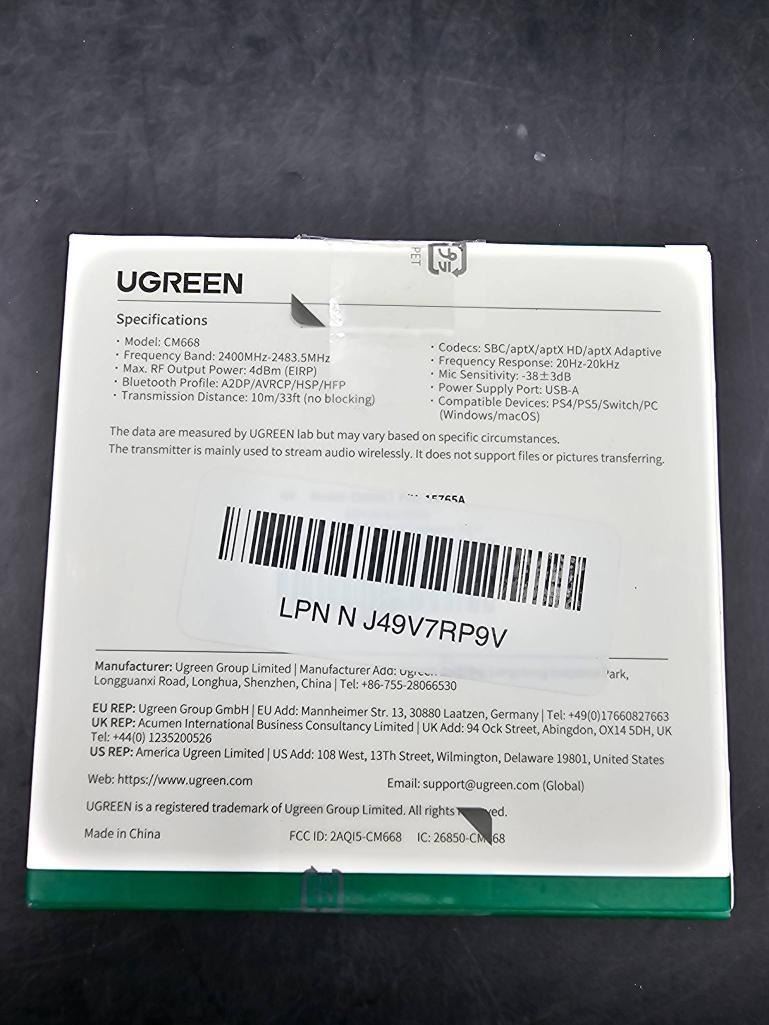 PET
UGREEN
Specifications
· Model: CM668
· Frequency Band: 2400MHz-2483.5MHz
· Max. RF Output Power: 4dBm (EIRP)
· Bluetooth Profile: A2DP/AVRCP/HSP/HFP
· Transmission Distance: 10m/33ft (no blocking)
· Codecs: SBC/aptX/aptX HD/aptX Adaptive
· Frequency Response: 20Hz-20kHz
· Mic Sensitivity: -38±3dB
· Power Supply Port: USB-A
· Compatible Devices: PS4/PS5/Switch/PC
(Windows/macOS)
The data are measured by UGREEN lab but may vary based on specific circumstances.
The transmitter is mainly used to stream audio wirelessly. It does not support files or pictures transferring.
15765A
LPN N J49V7RP9V
Manufacturer: Ugreen Group Limited | Manufacturer Add:
Longguanxi Road, Longhua, Shenzhen, China | Tel: +86-755-28066530
EU REP: Ugreen Group GmbH | EU Add: Mannheimer Str. 13, 30880 Laatzen, Germany | Tel: +49(0)17660827663
UK REP: Acumen International Business Consultancy Limited | UK Add: 94 Ock Street, Abingdon, OX14 5DH, UK
Tel: +44(0) 1235200526
US REP: America Ugreen Limited | US Add: 108 West, 13Th Street, Wilmington, Delaware 19801, United States
Web: https://www.ugreen.com Email: support@ugreen.com (Global)
UGREEN is a registered trademark of Ugreen Group Limited. All rights
Made in China FCC ID: 2AQI5-CM668 IC: 26850-CM668